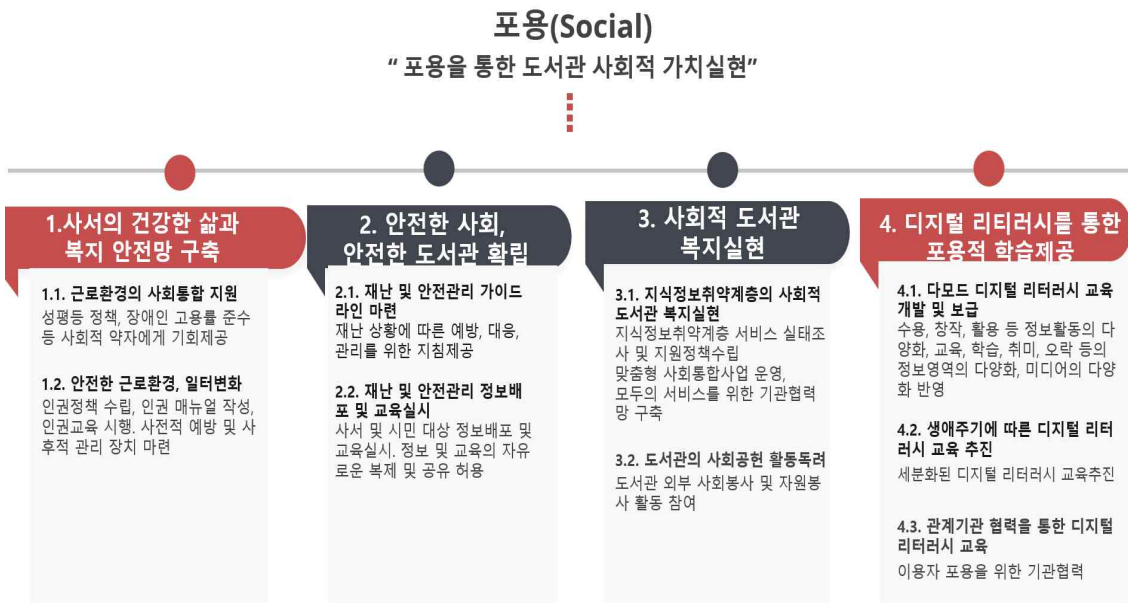 포용(Social)
“ 포용을 통한 도서관 사회적 가치실현”
1.사서의 건강한 삶과
복지 안전망 구축
1.1. 근로환경의 사회통합 지원
성평등 정책, 장애인 고용률 준수
등 사회적 약자에게 기회제공
1.2. 안전한 근로환경, 일터변화
인권정책 수립, 인권 매뉴얼 작성,
인권교육 시행. 사전적 예방 및 사
후적 관리 장치 마련
2. 안전한 사회,
안전한 도서관 확립
2.1. 재난 및 안전관리 가이드
라인 마련
재난 상황에 따른 예방, 대응,
관리를 위한 지침제공
2.2. 재난 및 안전관리 정보배
포 및 교육실시
사서 및 시민 대상 정보배포 및
교육실시. 정보 및 교육의 자유
로운 복제 및 공유 허용
3. 사회적 도서관
복지실현
3.1. 지식정보취약계층의 사회적
도서관 복지실현
지식정보취약계층 서비스 실태조
사 및 지원정책수립
맞춤형 사회통합사업 운영,
모두의 서비스를 위한 기관협력
망 구축
3.2. 도서관의 사회공헌 활동독려
도서관 외부 사회봉사 및 자원봉
사 활동 참여
4. 디지털 리티러시를 통한
포용적 학습제공
4.1. 다모드 디지털 리터러시 교육
개발 및 보급
수용, 창작, 활용 등 정보활동의 다
양화, 교육, 학습, 취미, 오락 등의
정보영역의 다양화, 미디어의 다양
화 반영
4.2. 생애주기에 따른 디지털 리터
러시 교육 추진
세분화된 디지털 리터러시 교육추진
4.3. 관계기관 협력을 통한 디지털
리터러시 교육
이용자 포용을 위한 기관협력